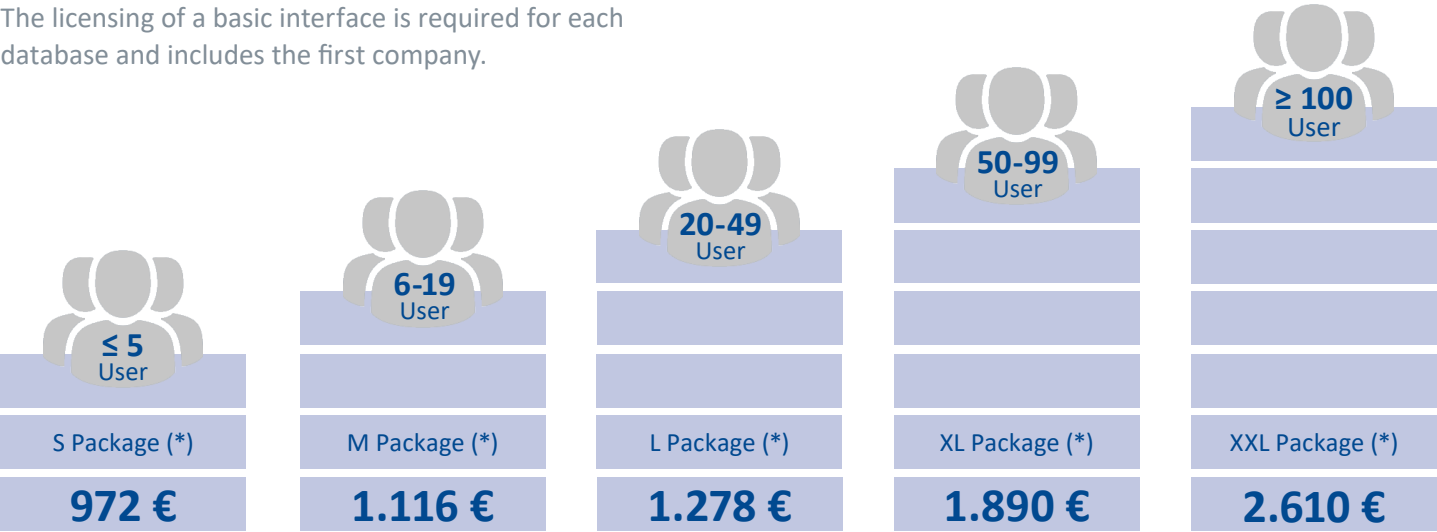 The licensing of a basic interface is required for each
database and includes the first company.
≤ 5
User
S Package (*)
972 €
6-19
User
M Package (*)
1.116 €
20-49
User
L Package (*)
1.278 €
50-99
User
XL Package (*)
1.890 €
≥ 100
User
XXL Package (*)
2.610 €